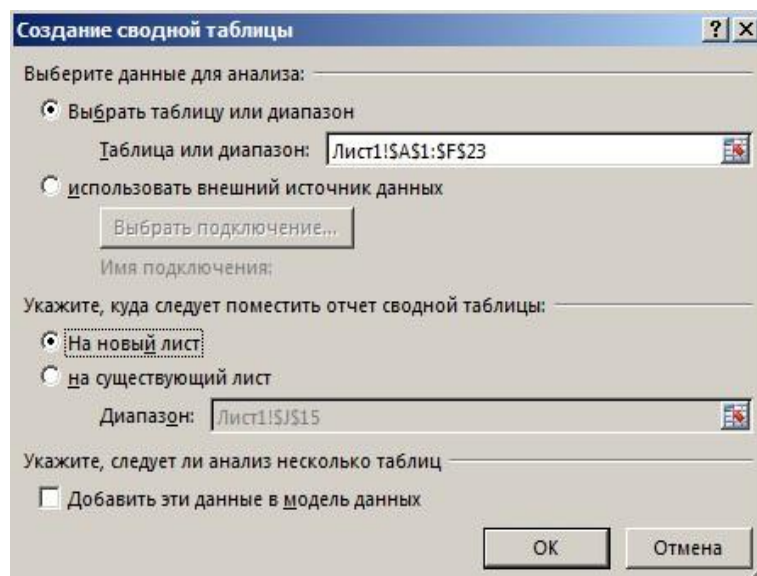 Создание сводной таблицы
Выберите данные для анализа:
Выбрать таблицу или диапазон
Таблица или диапазон: Лист1!$A$1:$F$23
использовать внешний источник данных
Выбрать подключение...
Имя подключения:
Укажите, куда следует поместить отчет сводной таблицы:
На новый лист
на существующий лист
Диапазон: Лист1!$J$15
Укажите, следует ли анализ несколько таблиц
Добавить эти данные в модель данных
ОК Отмена